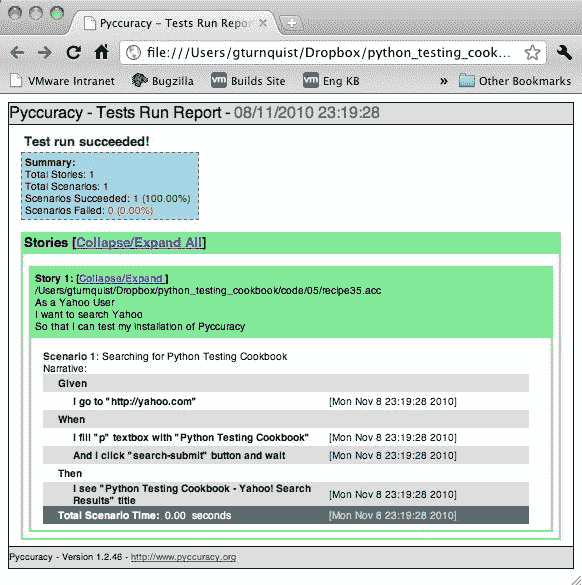 Pyccuracy - Tests Run Repor
file:///Users/gturnquist/Dropbox/python_testing_cook...
VMware Intranet Bugzilla vm Builds Site vm Eng KB » Other Bookmarks
Pyccuracy - Tests Run Report - 08/11/2010 23:19:28
Test run succeeded!
Summary:
Total Stories: 1
Total Scenarios: 1
Scenarios Succeeded: 1 (100.00%)
Scenarios Failed: 0 (0.00%)
Stories [Collapse/Expand All]
Story 1: [Collapse/Expand ]
/Users/gturnquist/Dropbox/python_testing_cookbook/code/05/recipe35.acc
As a Yahoo User
I want to search Yahoo
So that I can test my installation of Pyccuracy
Scenario 1: Searching for Python Testing Cookbook
Narrative:
Given
I go to "http://yahoo.com" [Mon Nov 8 23:19:28 2010]
When
I fill "p" textbox with "Python Testing Cookbook" [Mon Nov 8 23:19:28 2010]
And i click "search-submit" button and wait [Mon Nov 8 23:19:28 2010]
Then
I see "Python Testing Cookbook - Yahoo! Search
Results" title [Mon Nov 8 23:19:28 2010]
Total Scenario Time: 0.00 seconds [Mon Nov 8 23:19:28 2010]
Pyccuracy - Version 1.2.46 - http://www.pyccuracy.org